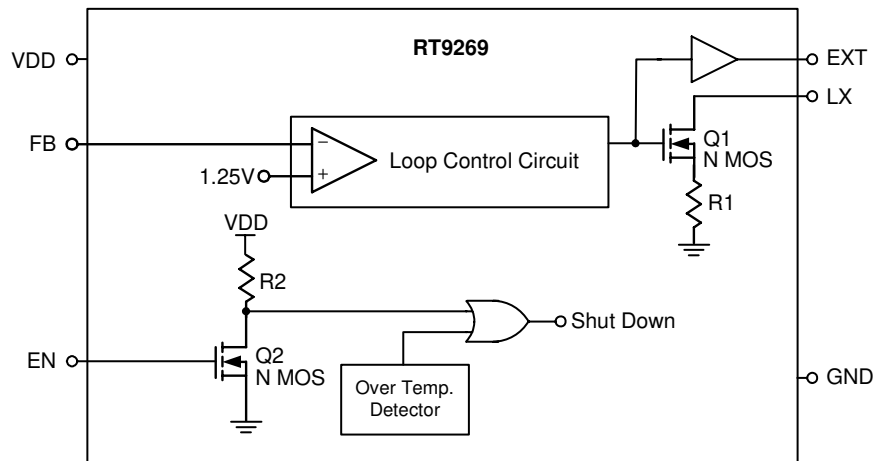 RT9269
VDD
EXT
LX
FB
−
+
1.25V
Loop Control Circuit
Q1
N MOS
R1
VDD
R2
Shut Down
EN
Q2
N MOS
Over Temp.
Detector
GND